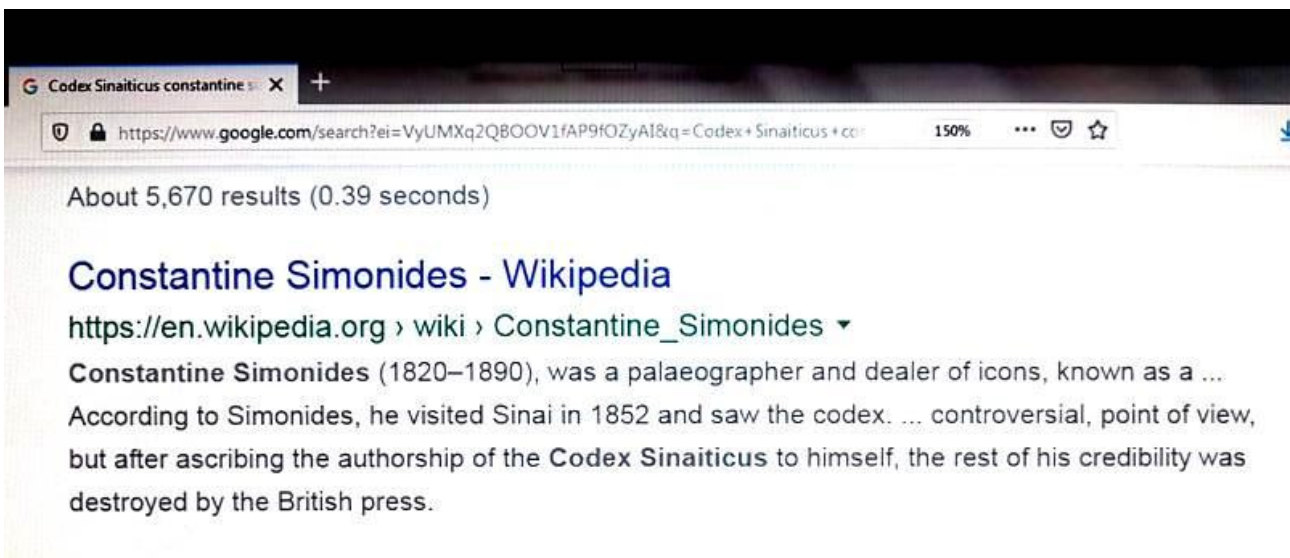 G Codex Sinaiticus constantine
https://www.google.com/search?ei=VyUMXq2QBOOV1fAP9fOZyAI&q=Codex+Sinaiticus+co 150%
About 5,670 results (0.39 seconds)
Constantine Simonides - Wikipedia
https://en.wikipedia.org › wiki › Constantine_Simonides
Constantine Simonides (1820–1890), was a palaeographer and dealer of icons, known as a ...
According to Simonides, he visited Sinai in 1852 and saw the codex. ... controversial, point of view,
but after ascribing the authorship of the Codex Sinaiticus to himself, the rest of his credibility was
destroyed by the British press.